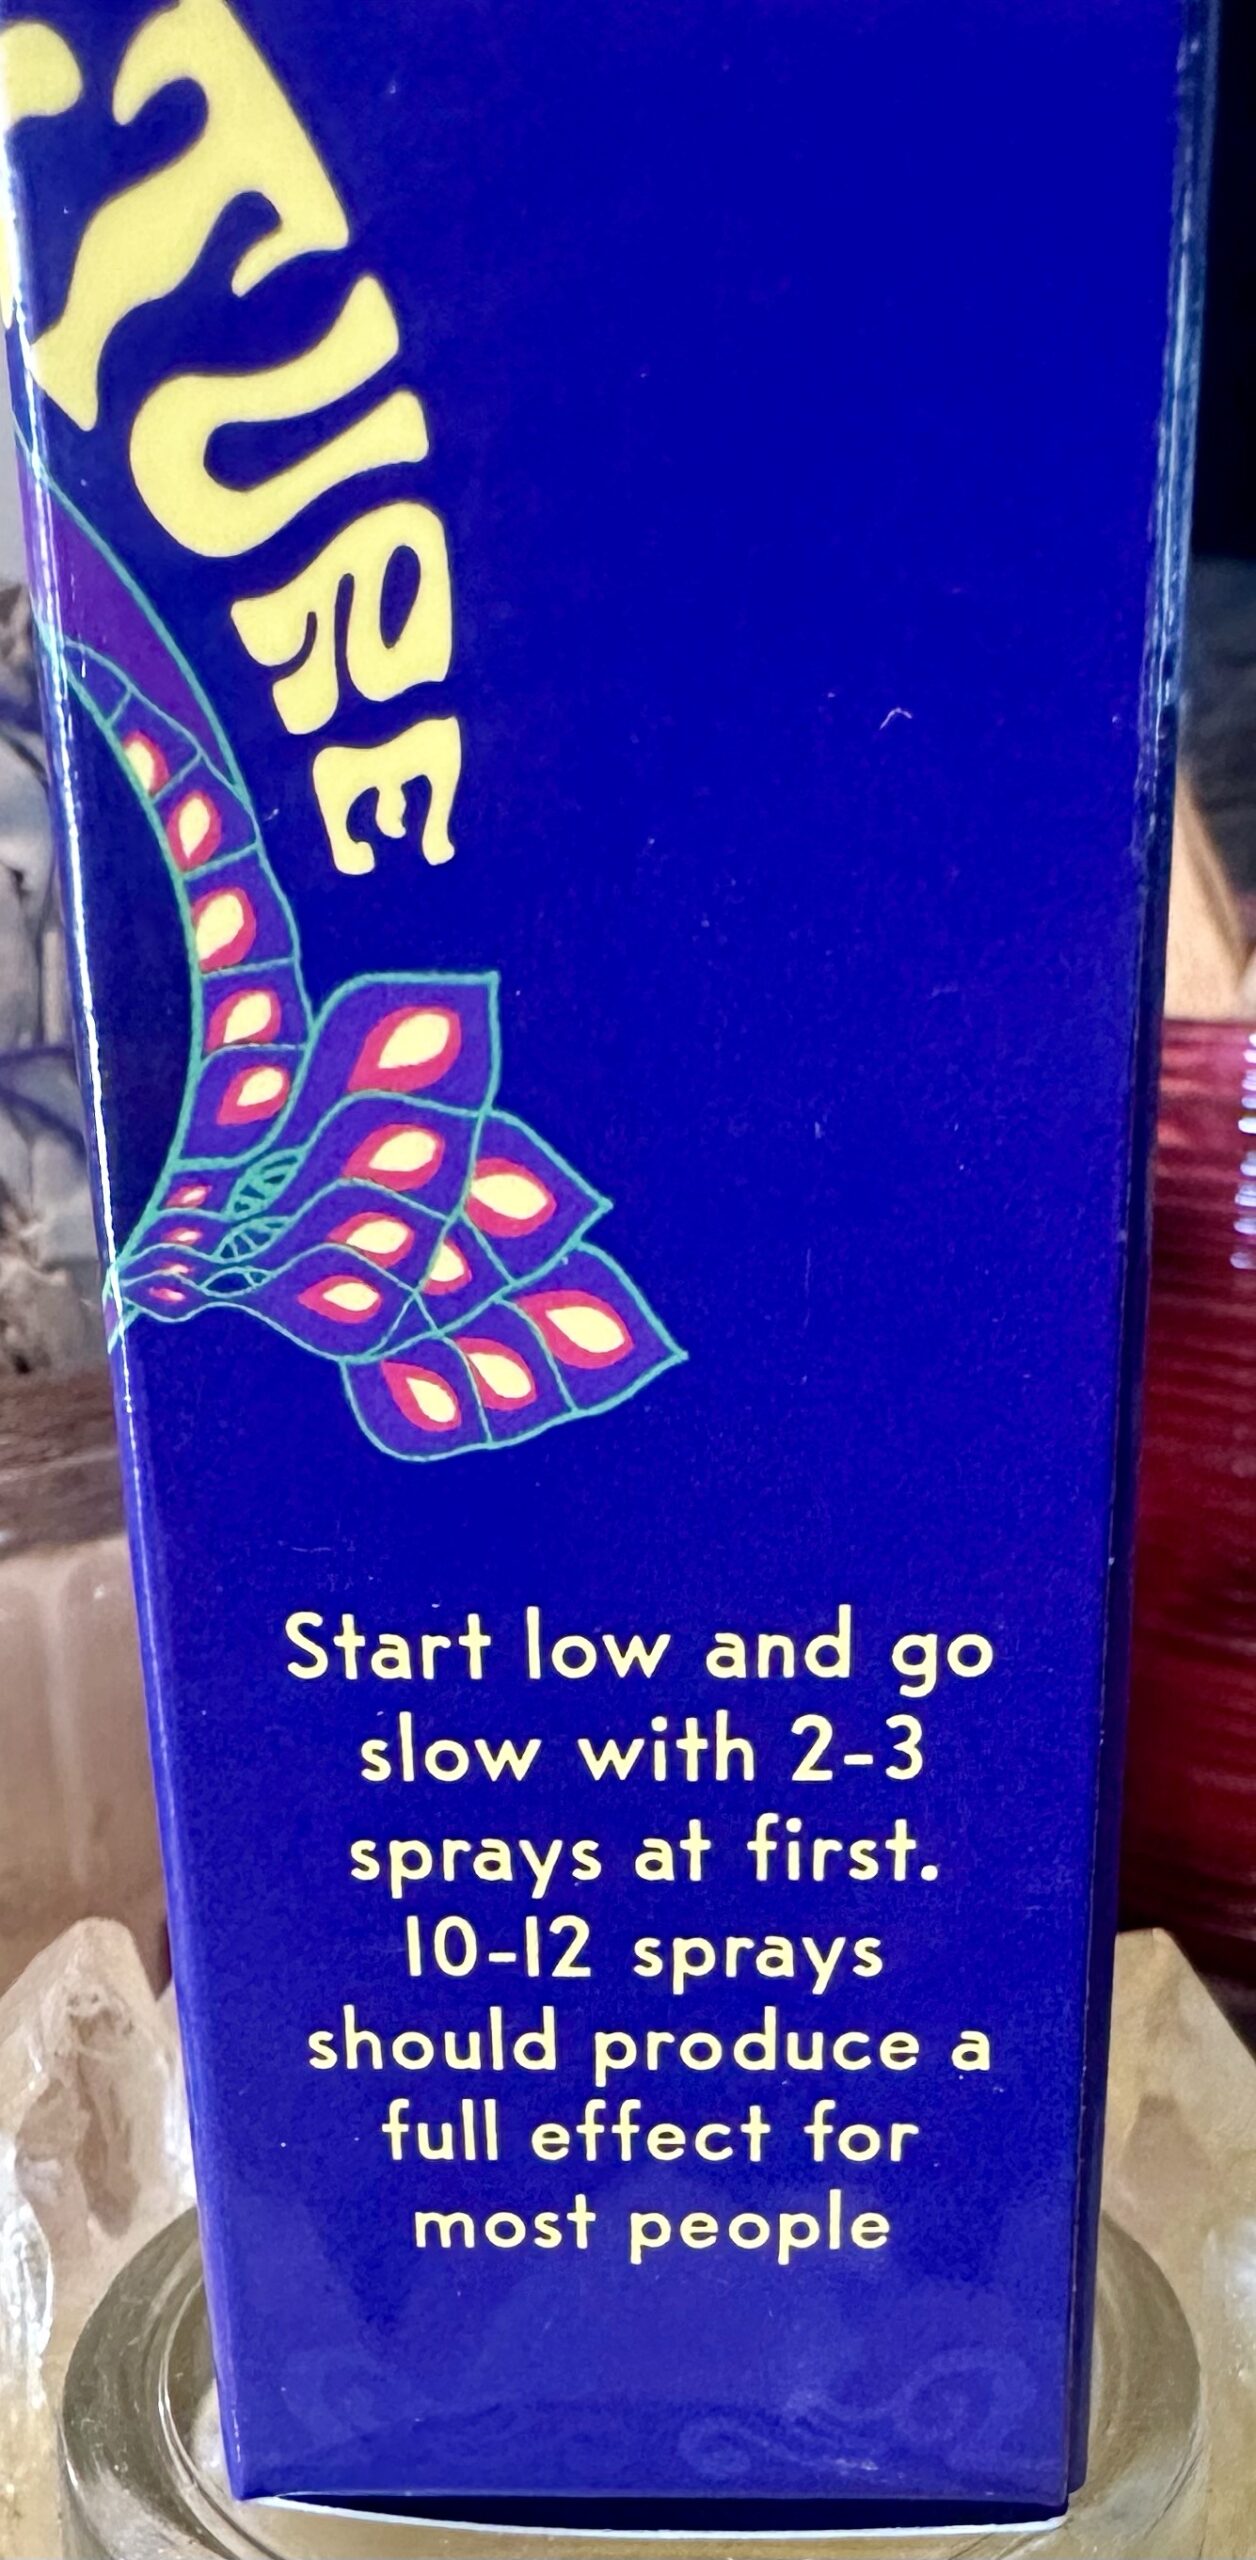 TURE
Start low and go
slow with 2-3
sprays at first.
10-12 sprays
should produce a
full effect for
most people